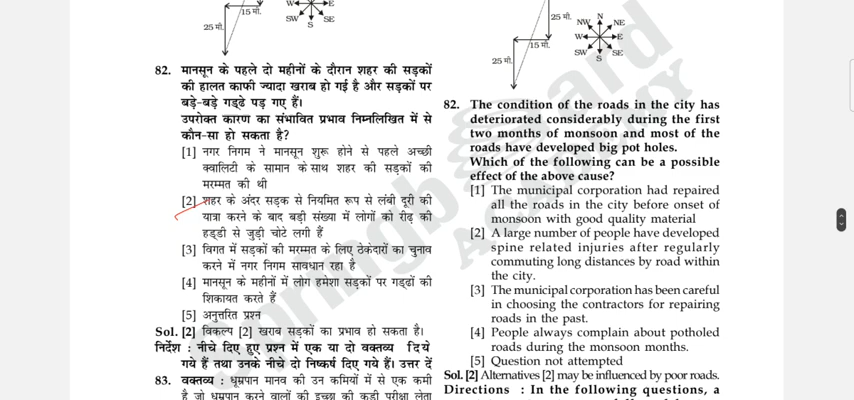 25 मी.
15 मी.
W
E
SW
S
SE
82. मानसून के पहले दो महीनों के दौरान शहर की सड़कों
की हालत काफी ज्यादा खराब हो गई है और सड़कों पर
बड़े-बड़े गड्ढे पड़ गए हैं।
उपरोक्त कारण का संभावित प्रभाव निम्नलिखित में से
कौन-सा हो सकता है?
[1] नगर निगम ने मानसून शुरू होने से पहले अच्छी
क्वालिटी के सामान के साथ शहर की सड़कों की
मरम्मत की थी
[2] शहर के अंदर सड़क से नियमित रूप से लंबी दूरी की
यात्रा करने के बाद बड़ी संख्या में लोगों को रीढ़ की
हड्डी से जुड़ी चोटे लगी हैं
[3] विगत में सड़कों की मरम्मत के लिए ठेकेदारों का चुनाव
करने में नगर निगम सावधान रहा है
[4] मानसून के महीनों में लोग हमेशा सड़कों पर गड्ढों की
शिकायत करते हैं
[5] अनुत्तरित प्रश्न
Sol. [2] विकल्प [2] खराब सड़कों का प्रभाव हो सकता है।
निर्देश : नीचे दिए हुए प्रश्न में एक या दो वक्तव्य दिये
गये हैं तथा उनके नीचे दो निष्कर्ष दिए गये हैं। उत्तर दें
83. वक्तव्य : धूम्रपान मानव की उन कमियों में से एक कमी
है जो धूम्रपान करने वालों की इच्छा की कड़ी परीक्षा लेता
25 मी.
15 मी.
25 मी.
NW N NE
W E
SW S SE
82. The condition of the roads in the city has
deteriorated considerably during the first
two months of monsoon and most of the
roads have developed big pot holes.
Which of the following can be a possible
effect of the above cause?
[1] The municipal corporation had repaired
all the roads in the city before onset of
monsoon with good quality material
[2] A large number of people have developed
spine related injuries after regularly
commuting long distances by road within
the city.
[3] The municipal corporation has been careful
in choosing the contractors for repairing
roads in the past.
[4] People always complain about potholed
roads during the monsoon months.
[5] Question not attempted
Sol. [2] Alternatives [2] may be influenced by poor roads.
Directions : In the following questions, a
Springboard
ACADEMY